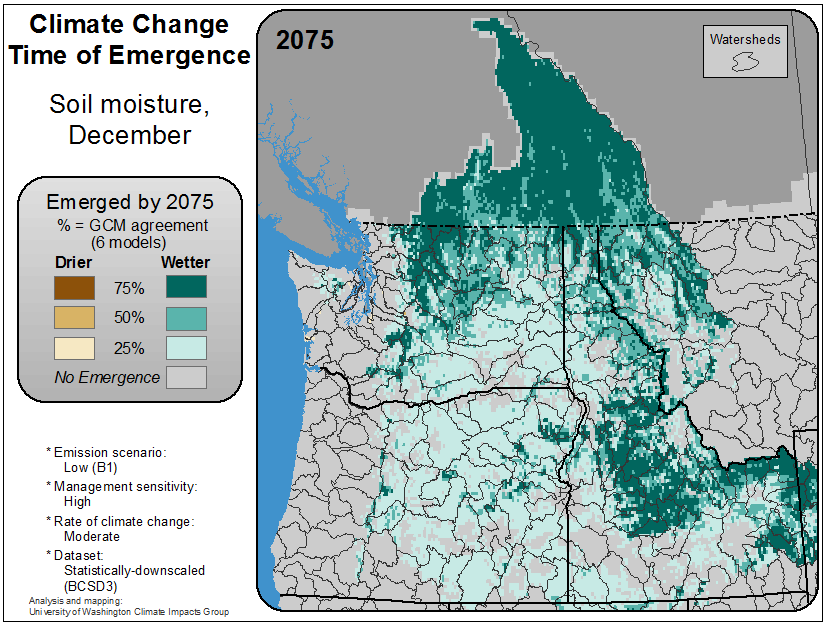 Climate Change
Time of Emergence
Soil moisture,
December
Emerged by 2075
% = GCM agreement
(6 models)
Drier Wetter
75%
50%
25%
No Emergence
* Emission scenario:
Low (B1)
* Management sensitivity:
High
* Rate of climate change:
Moderate
* Dataset:
Statistically-downscaled
(BCSD3)
Analysis and mapping:
University of Washington Climate Impacts Group
2075
Watersheds